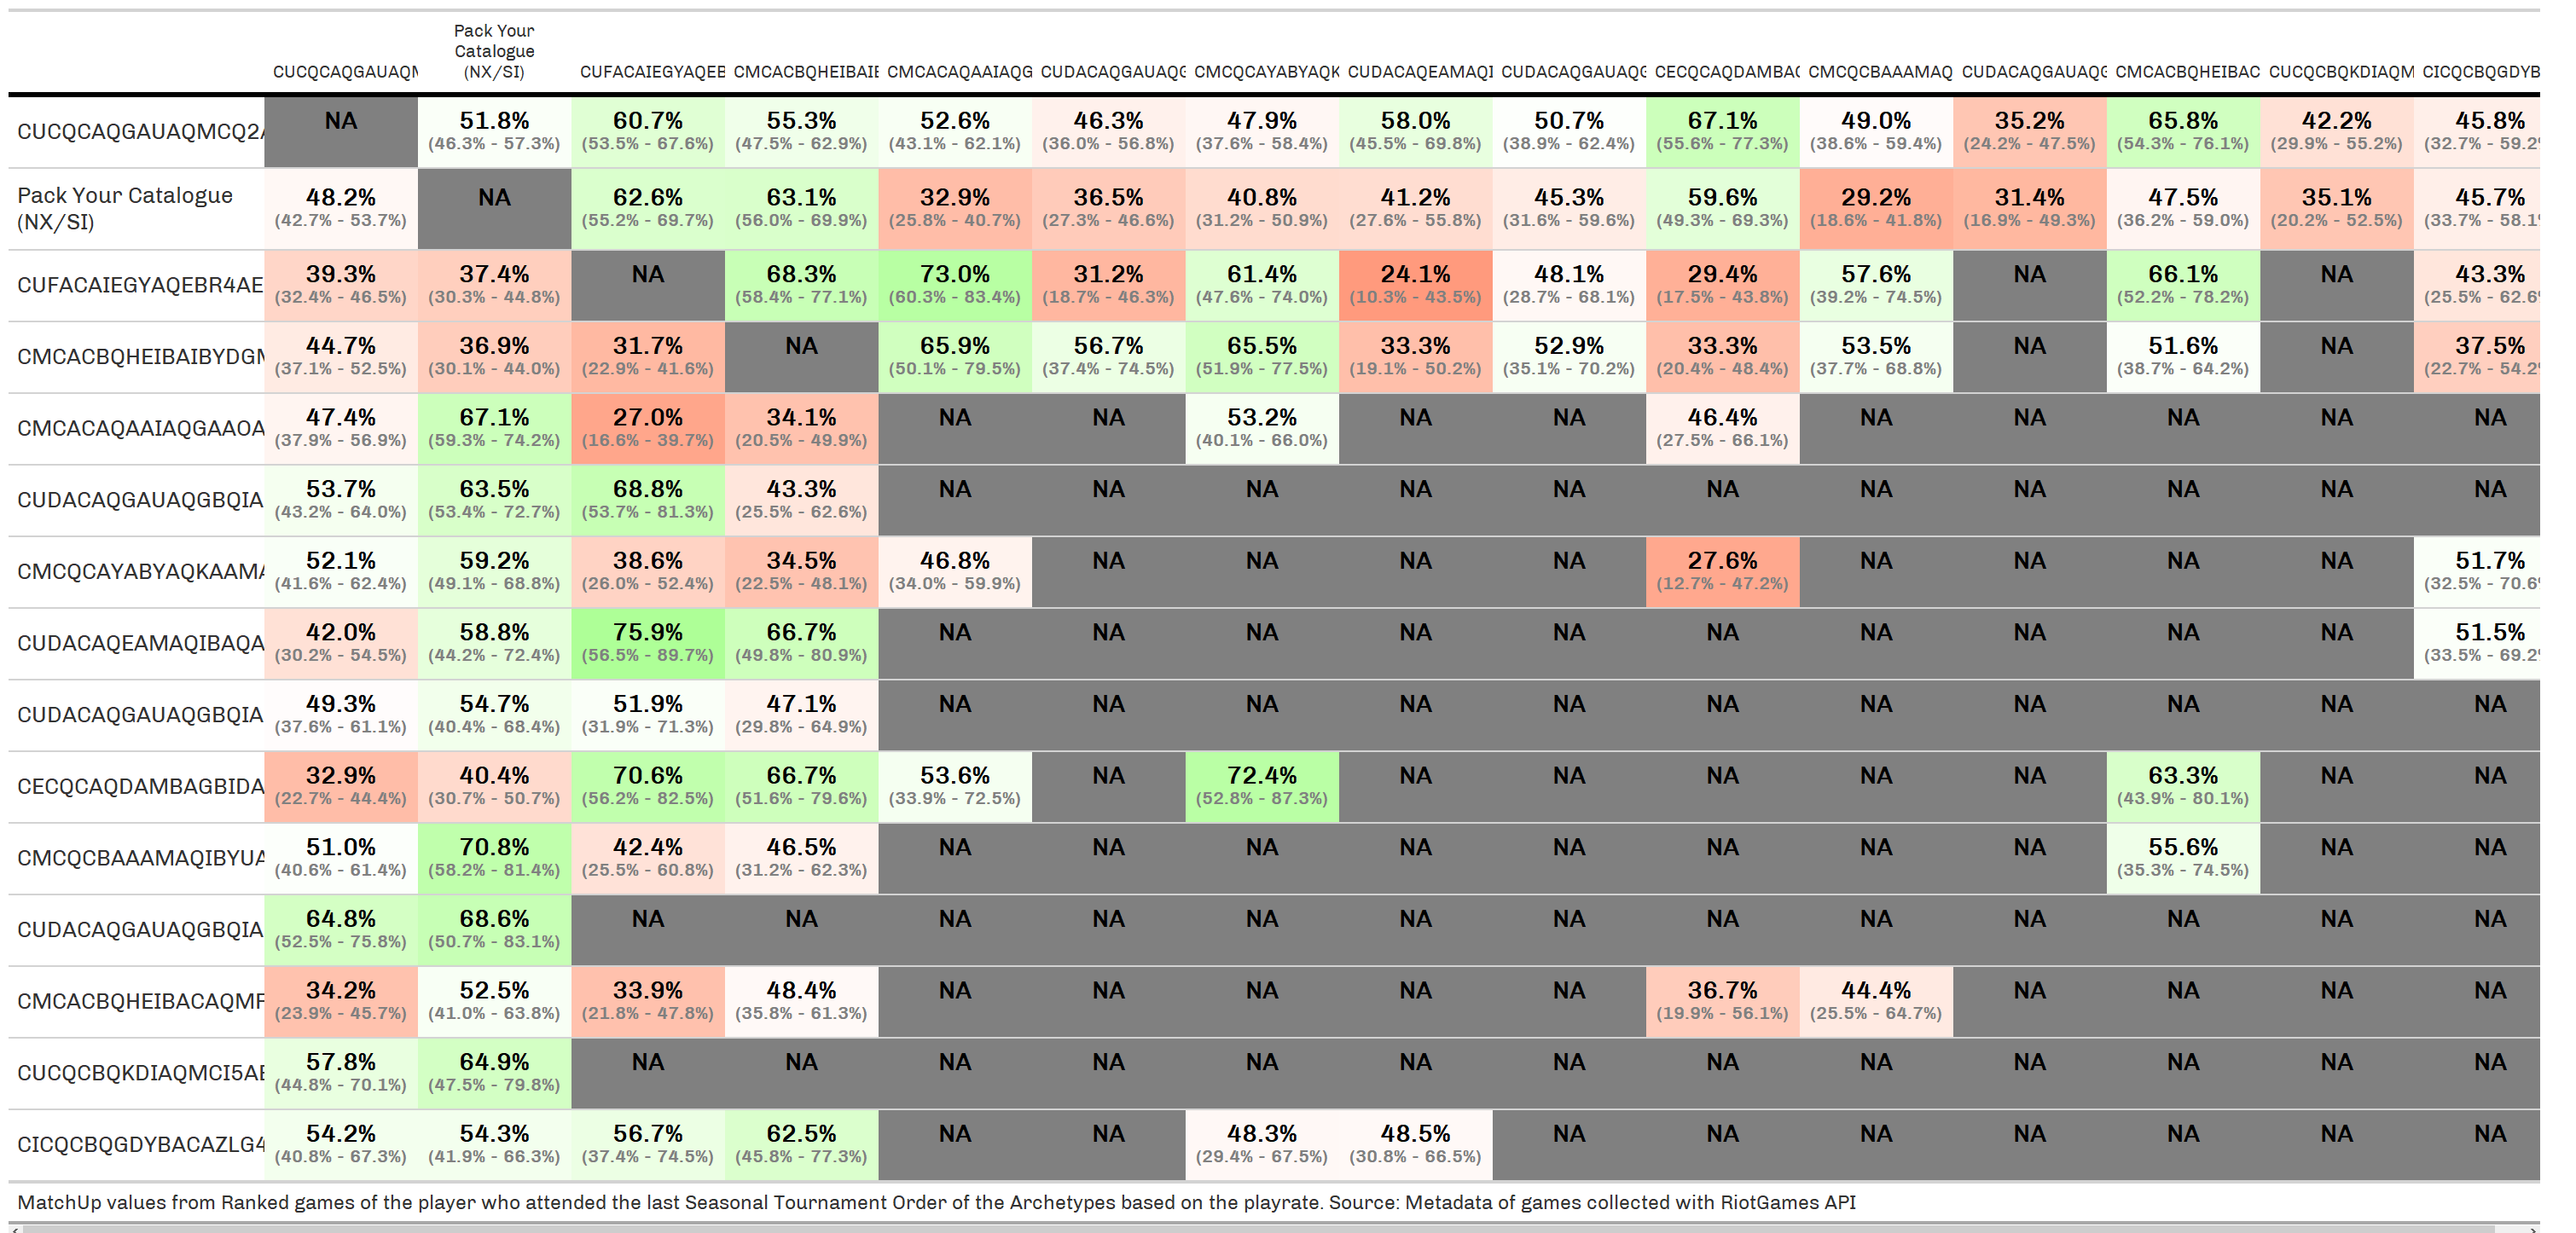 Pack Your
Catalogue
(NX/SI)
CUCQCAQGAUAQM CUFACAIEGYAQEB CMCACBQHEIBAIE CMCACAQAAIAQG CUDACAQGAUAQG CMCQCAYABYAQK CUDACAQEAMAQI CUDACAQGAUAQG CECQCAQDAMBAG CMCQCBAAAMAQ CUDACAQGAUAQG CMCACBQHEIBAC CUCQCBQKDIAQM CICQCBQGDYB
CUCQCAQGAUAQMCQ2A NA 51.8% 60.7% 55.3% 52.6% 46.3% 47.9% 58.0% 50.7% 67.1% 49.0% 35.2% 65.8% 42.2% 45.8%
(46.3% - 57.3%) (53.5% - 67.6%) (47.5% - 62.9%) (43.1% - 62.1%) (36.0% - 56.8%) (37.6% - 58.4%) (45.5% - 69.8%) (38.9% - 62.4%) (55.6% - 77.3%) (38.6% - 59.4%) (24.2% - 47.5%) (54.3% - 76.1%) (29.9% - 55.2%) (32.7% - 59.2%
Pack Your Catalogue
(NX/SI)
48.2% NA 62.6% 63.1% 32.9% 36.5% 40.8% 41.2% 45.3% 59.6% 29.2% 31.4% 47.5% 35.1% 45.7%
(42.7% - 53.7%) (55.2% - 69.7%) (56.0% - 69.9%) (25.8% - 40.7%) (27.3% - 46.6%) (31.2% - 50.9%) (27.6% - 55.8%) (31.6% - 59.6%) (49.3% - 69.3%) (18.6% - 41.8%) (16.9% - 49.3%) (36.2% - 59.0%) (20.2% - 52.5%) (33.7% - 58.1%
CUFACAIEGYAQEBR4AE 39.3% 37.4% NA 68.3% 73.0% 31.2% 61.4% 24.1% 48.1% 29.4% 57.6% NA 66.1% NA 43.3%
(32.4% - 46.5%) (30.3% - 44.8%) (58.4% - 77.1%) (60.3% - 83.4%) (18.7% - 46.3%) (47.6% - 74.0%) (10.3% - 43.5%) (28.7% - 68.1%) (17.5% - 43.8%) (39.2% - 74.5%) (52.2% - 78.2%) (25.5% - 62.6%
CMCACBQHEIBAIBYDGM 44.7% 36.9% 31.7% NA 65.9% 56.7% 65.5% 33.3% 52.9% 33.3% 53.5% NA 51.6% NA 37.5%
(37.1% - 52.5%) (30.1% - 44.0%) (22.9% - 41.6%) (50.1% - 79.5%) (37.4% - 74.5%) (51.9% - 77.5%) (19.1% - 50.2%) (35.1% - 70.2%) (20.4% - 48.4%) (37.7% - 68.8%) (38.7% - 64.2%) (22.7% - 54.2%
CMCACAQAAIAQGAAOA 47.4% 67.1% 27.0% 34.1% NA NA 53.2% NA NA 46.4% NA NA NA NA NA
(37.9% - 56.9%) (59.3% - 74.2%) (16.6% - 39.7%) (20.5% - 49.9%) (40.1% - 66.0%) (27.5% - 66.1%)
CUDACAQGAUAQGBQIA 53.7% 63.5% 68.8% 43.3% NA NA NA NA NA NA NA NA NA NA NA
(43.2% - 64.0%) (53.4% - 72.7%) (53.7% - 81.3%) (25.5% - 62.6%)
CMCQCAYABYAQKAAMA 52.1% 59.2% 38.6% 34.5% 46.8% NA NA NA NA 27.6% NA NA NA NA 51.7%
(41.6% - 62.4%) (49.1% - 68.8%) (26.0% - 52.4%) (22.5% - 48.1%) (34.0% - 59.9%) (12.7% - 47.2%) (32.5% - 70.6%
CUDACAQEAMAQIBAQA 42.0% 58.8% 75.9% 66.7% NA NA NA NA NA NA NA NA NA NA 51.5%
(30.2% - 54.5%) (44.2% - 72.4%) (56.5% - 89.7%) (49.8% - 80.9%) (33.5% - 69.2%
CUDACAQGAUAQGBQIA 49.3% 54.7% 51.9% 47.1% NA NA NA NA NA NA NA NA NA NA NA
(37.6% - 61.1%) (40.4% - 68.4%) (31.9% - 71.3%) (29.8% - 64.9%)
CECQCAQDAMBAGBIDA 32.9% 40.4% 70.6% 66.7% 53.6% NA 72.4% NA NA NA NA NA 63.3% NA NA
(22.7% - 44.4%) (30.7% - 50.7%) (56.2% - 82.5%) (51.6% - 79.6%) (33.9% - 72.5%) (52.8% - 87.3%) (43.9% - 80.1%)
CMCQCBAAAMAQIBYUA 51.0% 70.8% 42.4% 46.5% NA NA NA NA NA NA NA NA 55.6% NA NA
(40.6% - 61.4%) (58.2% - 81.4%) (25.5% - 60.8%) (31.2% - 62.3%) (35.3% - 74.5%)
CUDACAQGAUAQGBQIA 64.8% 68.6% NA NA NA NA NA NA NA NA NA NA NA NA NA
(52.5% - 75.8%) (50.7% - 83.1%)
CMCACBQHEIBACAQMF 34.2% 52.5% 33.9% 48.4% NA NA NA NA NA 36.7% 44.4% NA NA NA NA
(23.9% - 45.7%) (41.0% - 63.8%) (21.8% - 47.8%) (35.8% - 61.3%) (19.9% - 56.1%) (25.5% - 64.7%)
CUCQCBQKDIAQMCI5AE 57.8% 64.9% NA NA NA NA NA NA NA NA NA NA NA NA NA
(44.8% - 70.1%) (47.5% - 79.8%)
CICQCBQGDYBACAZLG4 54.2% 54.3% 56.7% 62.5% NA NA 48.3% 48.5% NA NA NA NA NA NA NA
(40.8% - 67.3%) (41.9% - 66.3%) (37.4% - 74.5%) (45.8% - 77.3%) (29.4% - 67.5%) (30.8% - 66.5%)
MatchUp values from Ranked games of the player who attended the last Seasonal Tournament Order of the Archetypes based on the playrate. Source: Metadata of games collected with RiotGames API